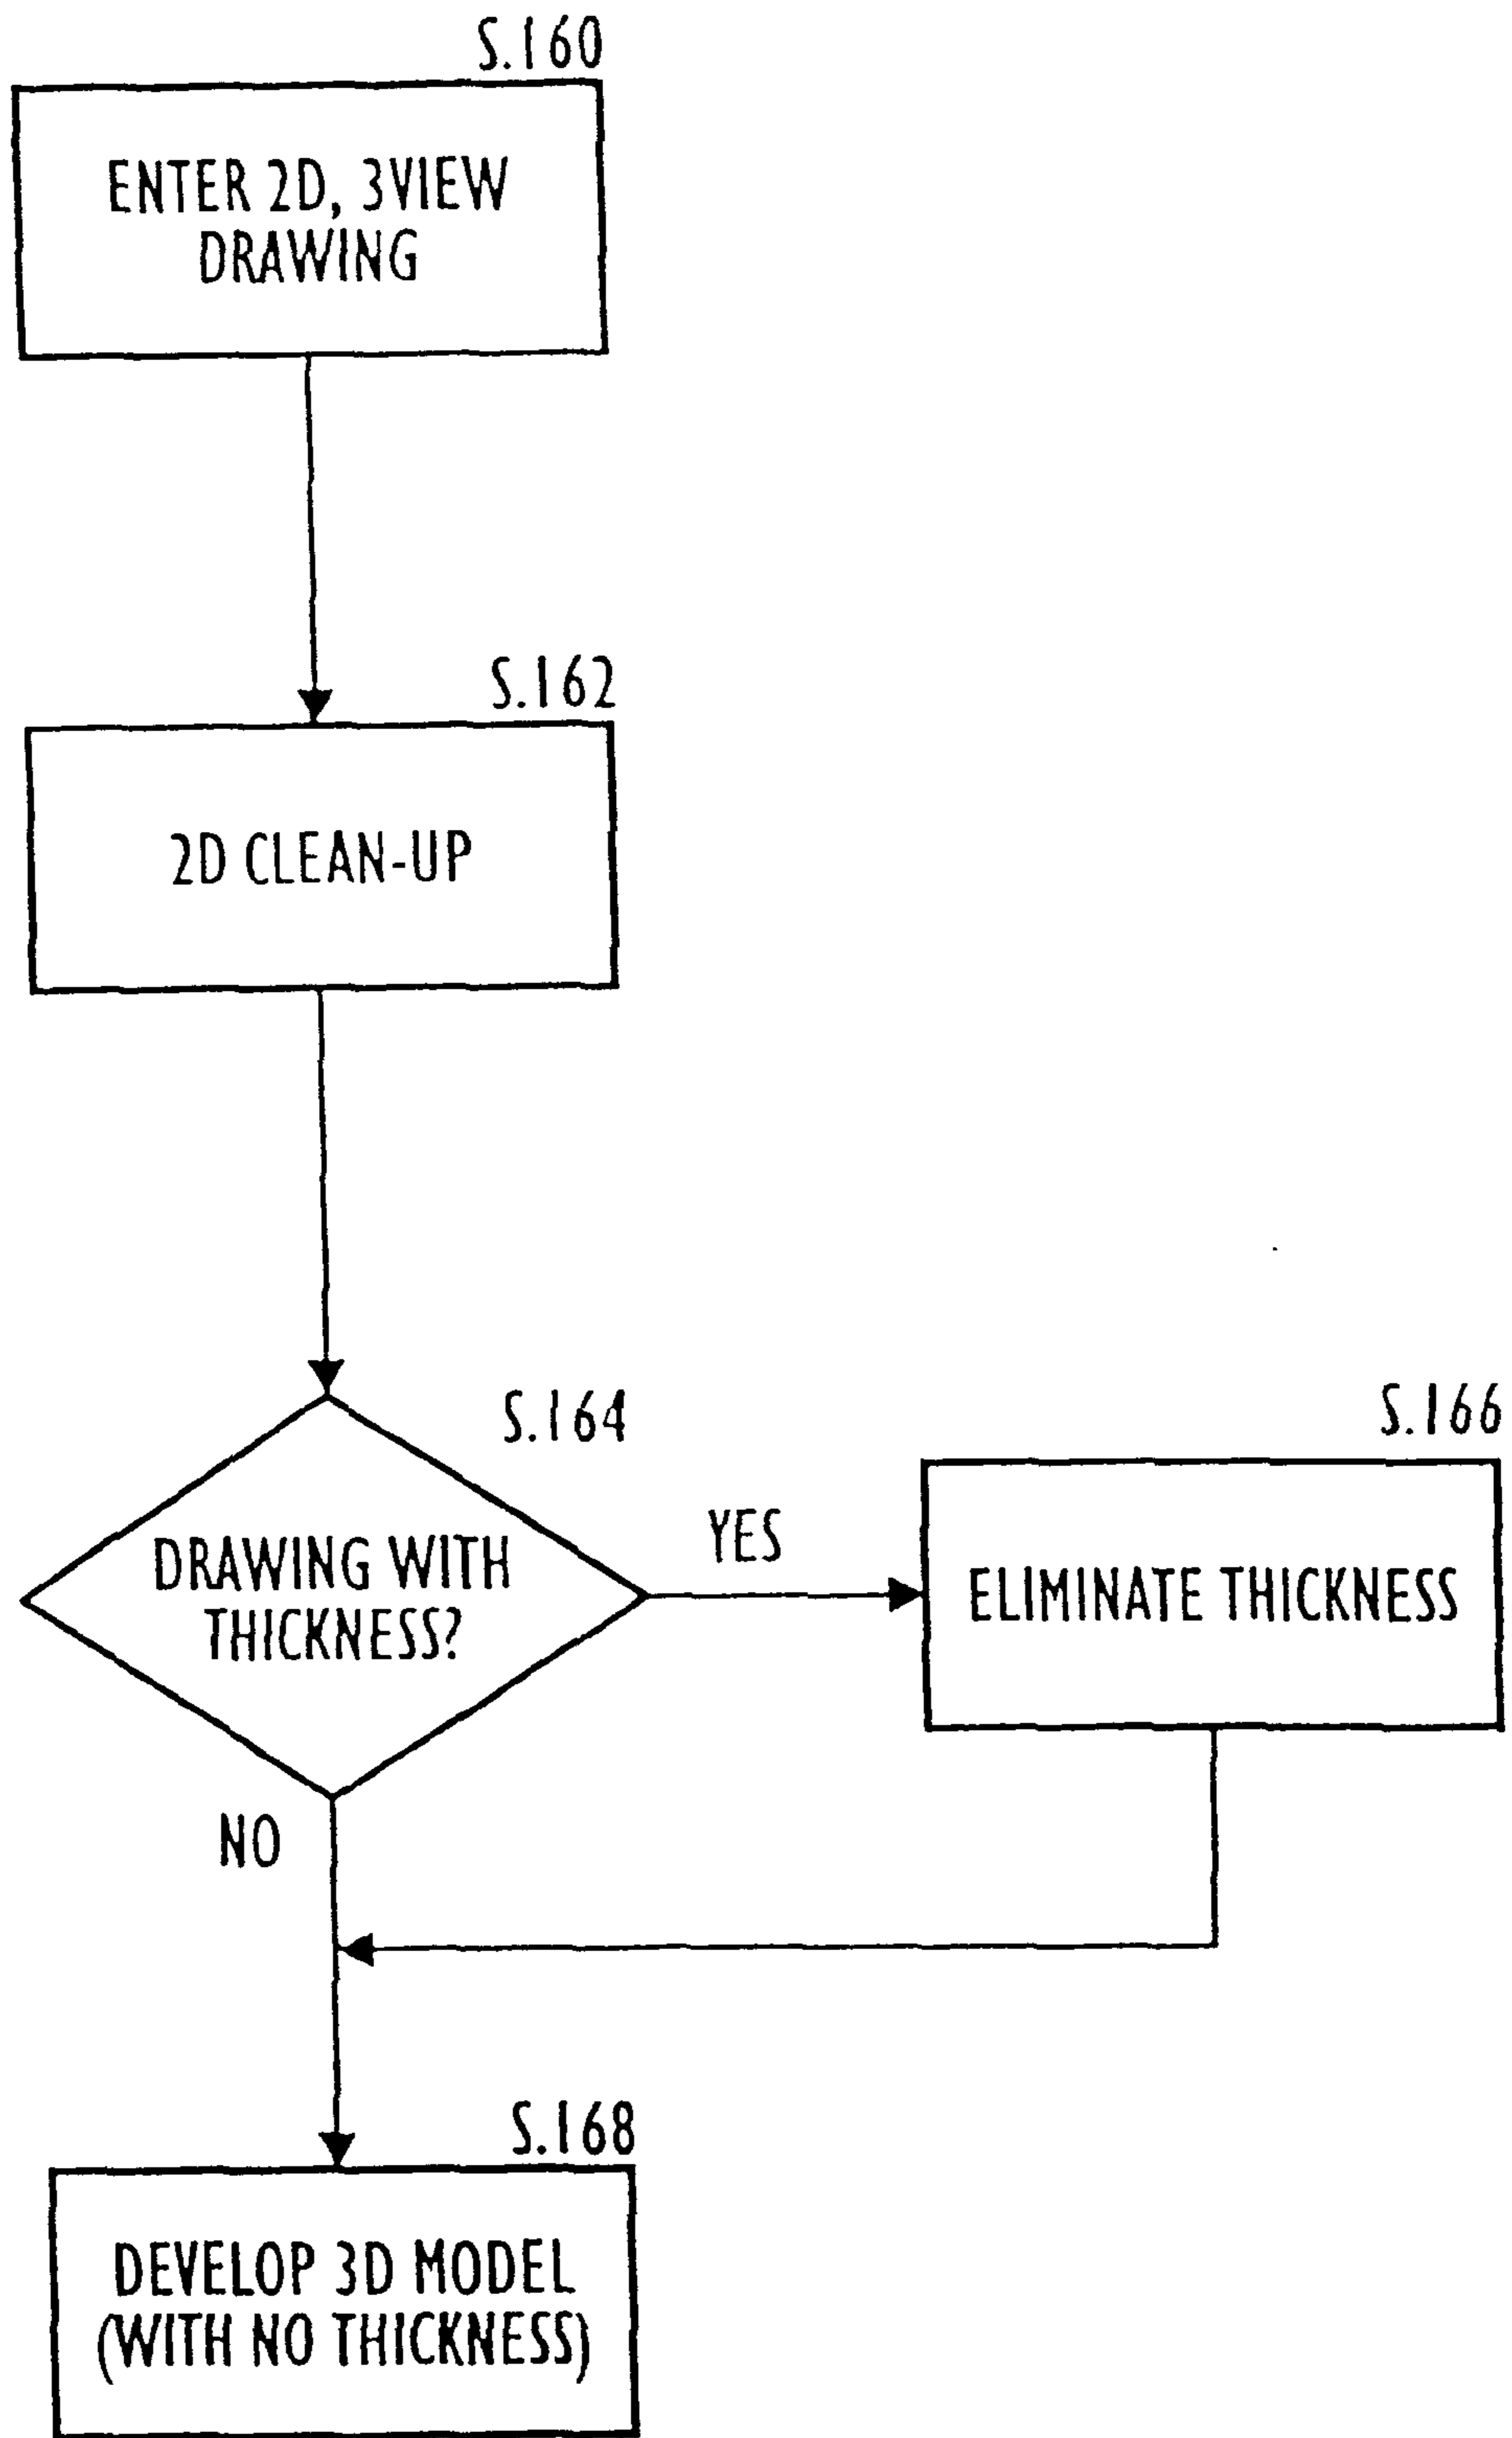 S.160
ENTER 2D, 3VIEW
DRAWING
S.162
2D CLEAN-UP
S.164
DRAWING WITH
THICKNESS?
YES
S.166
ELIMINATE THICKNESS
NO
S.168
DEVELOP 3D MODEL
(WITH NO THICKNESS)